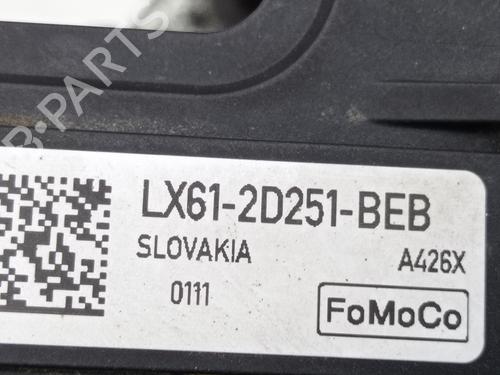 B-PARTS
LX61-2D251-BEB
SLOVAKIA
A426X
0111
FoMoCo